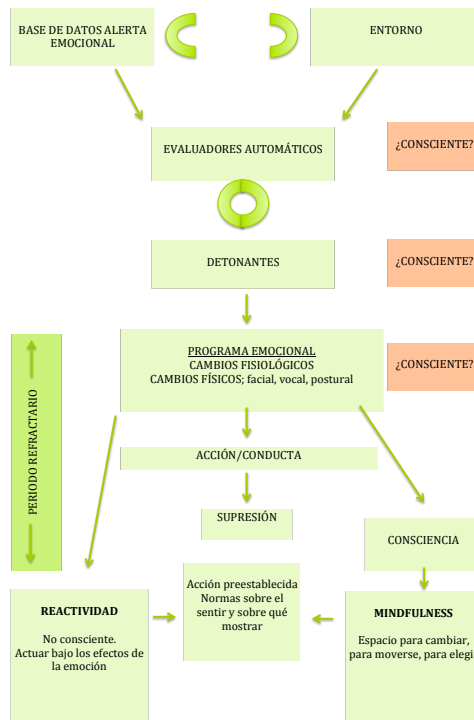 BASE DE DATOS ALERTA
EMOCIONAL
ENTORNO
EVALUADORES AUTOMÁTICOS
¿CONSCIENTE?
DETONANTES
¿CONSCIENTE?
PROGRAMA EMOCIONAL
CAMBIOS FISIOLÓGICOS
CAMBIOS FÍSICOS; facial, vocal, postural
¿CONSCIENTE?
PERIODO REFRACTARIO
ACCIÓN/CONDUCTA
SUPRESIÓN
CONSCIENCIA
REACTIVIDAD
No consciente.
Actuar bajo los efectos de
la emoción
Acción preestablecida
Normas sobre el
sentir y sobre qué
mostrar
MINDFULNESS
Espacio para cambiar,
para moverse, para elegi